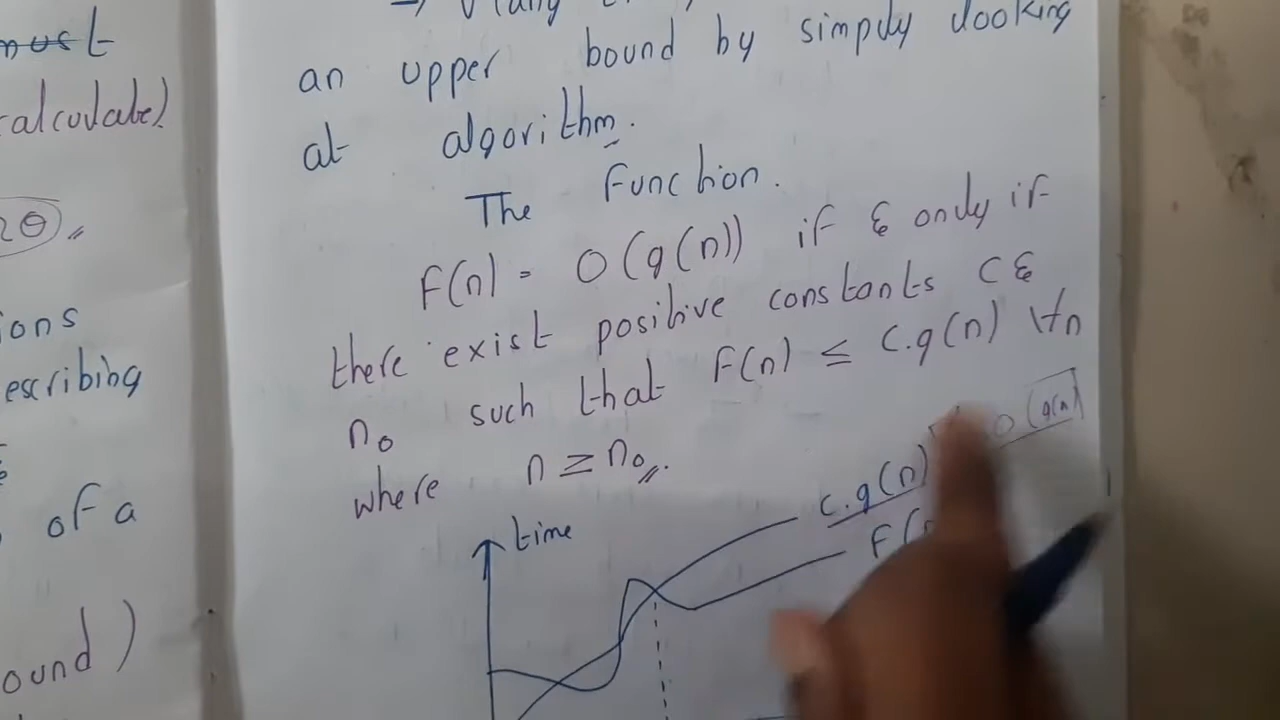 must
calculate)
ions
escribing
of a
ound)
an upper bound by simply looking
at algorithm.
The Function.
F(n) = O(g(n)) if & only if
there exist positive constants C &
n₀ such that F(n) ≤ C.g(n) ∀n
where n ≥ n₀
O(g(n))
C.g(n)
time